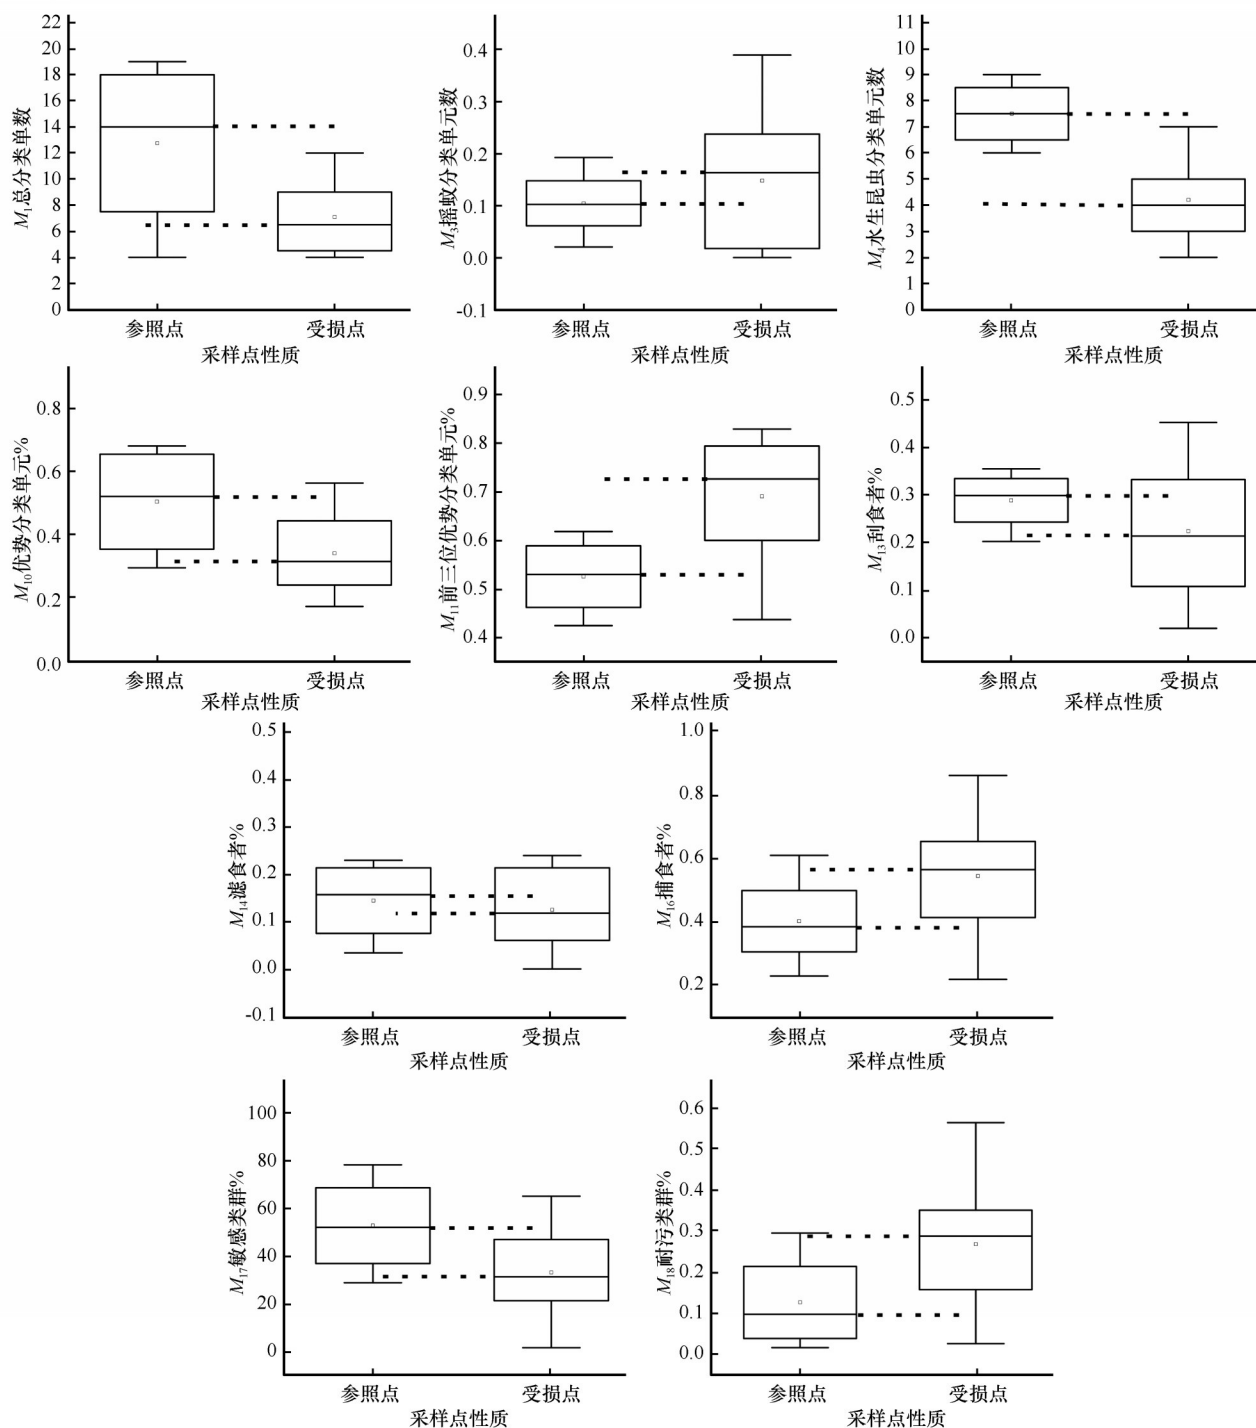 M₁总分类单数
22
20
18
16
14
12
10
8
6
4
2
0
参照点 受损点
采样点性质
M₃摇蚊分类单元数
0.4
0.3
0.2
0.1
0.0
-0.1
参照点 受损点
采样点性质
M₄水生昆虫分类单元数
11
10
9
8
7
6
5
4
3
2
1
0
参照点 受损点
采样点性质
M₁₀优势分类单元%
0.8
0.6
0.4
0.2
0.0
参照点 受损点
采样点性质
M₁₁前三位优势分类单元%
0.9
0.8
0.7
0.6
0.5
0.4
参照点 受损点
采样点性质
M₁₃刮食者%
0.5
0.4
0.3
0.2
0.1
0.0
参照点 受损点
采样点性质
M₁₄滤食者%
0.5
0.4
0.3
0.2
0.1
0.0
-0.1
参照点 受损点
采样点性质
M₁₆捕食者%
1.0
0.8
0.6
0.4
0.2
参照点 受损点
采样点性质
M₁₇敏感类群%
100
80
60
40
20
0
参照点 受损点
采样点性质
M₁₈耐污类群%
0.6
0.5
0.4
0.3
0.2
0.1
0.0
参照点 受损点
采样点性质